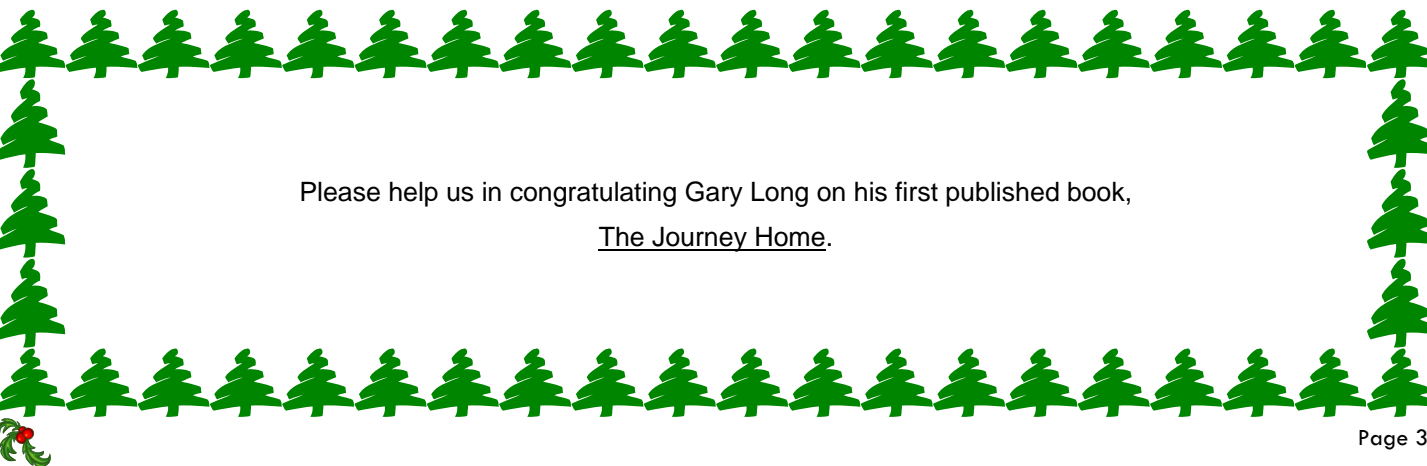 Please help us in congratulating Gary Long on his first published book,
The Journey Home.
Page 3